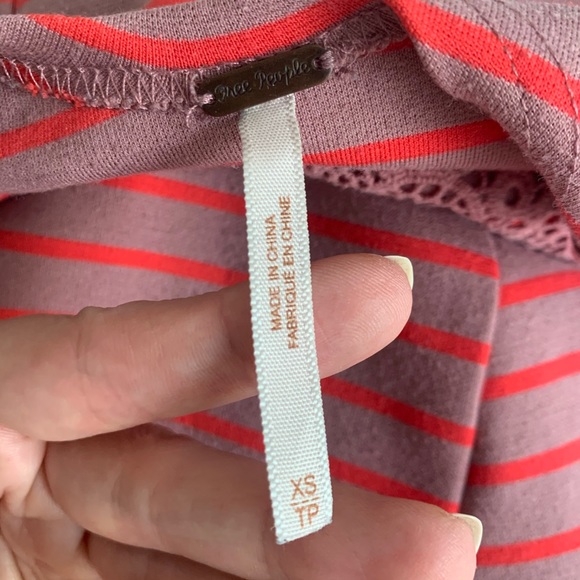 Free People
MADE IN CHINA
FABRIQUÉ EN CHINE
XS
TP